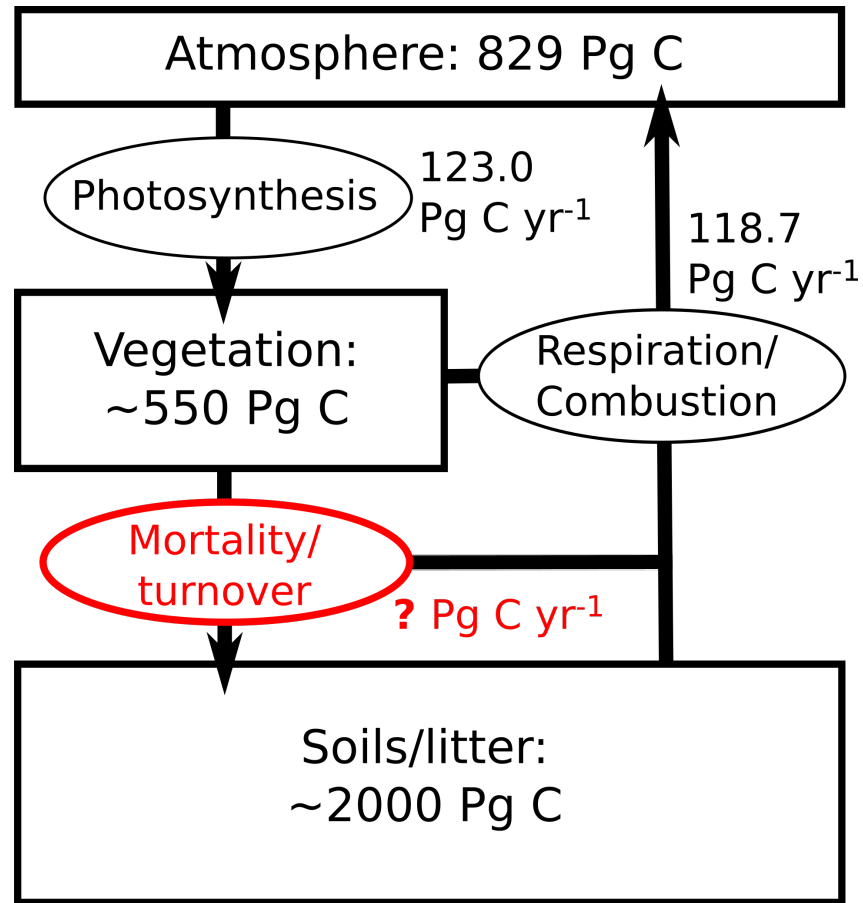 Atmosphere: 829 Pg C
Photosynthesis
123.0
Pg C yr⁻¹
118.7
Pg C yr⁻¹
Vegetation:
~550 Pg C
Respiration/
Combustion
Mortality/
turnover
? Pg C yr⁻¹
Soils/litter:
~2000 Pg C